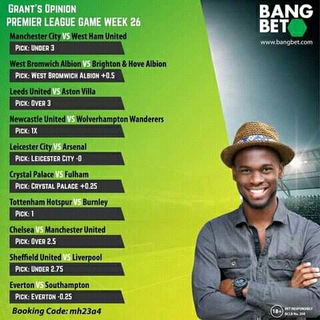 Grant's Opinion
PREMIER LEAGUE GAME WEEK 26
BANG
BET
www.bangbet.com
Manchester City VS West Ham United
Pick: Under 3
West Bromwich Albion VS Brighton & Hove Albion
Pick: West Bromwich Albion +0.5
Leeds United VS Aston Villa
Pick: Over 3
Newcastle United VS Wolverhampton Wanderers
Pick: 1X
Leicester City VS Arsenal
Pick: Leicester City -0
Crystal Palace VS Fulham
Pick: Crystal Palace +0.25
Tottenham Hotspur VS Burnley
Pick: 1
Chelsea VS Manchester United
Pick: Over 2.5
Sheffield United VS Liverpool
Pick: Under 2.75
Everton VS Southampton
Pick: Everton -0.25
Booking Code: mh23a4
18+
BET RESPONSIBLY